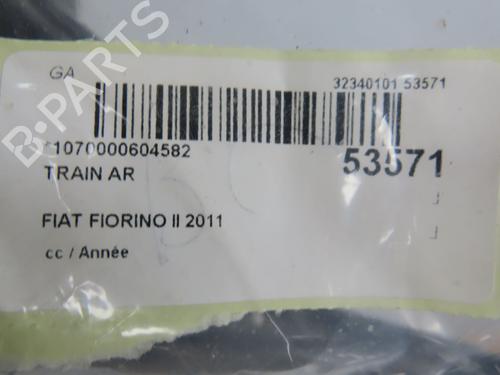 GA
32340101 53571
*1070000604582
53571
TRAIN AR
FIAT FIORINO II 2011
cc / Année
B-PARTS